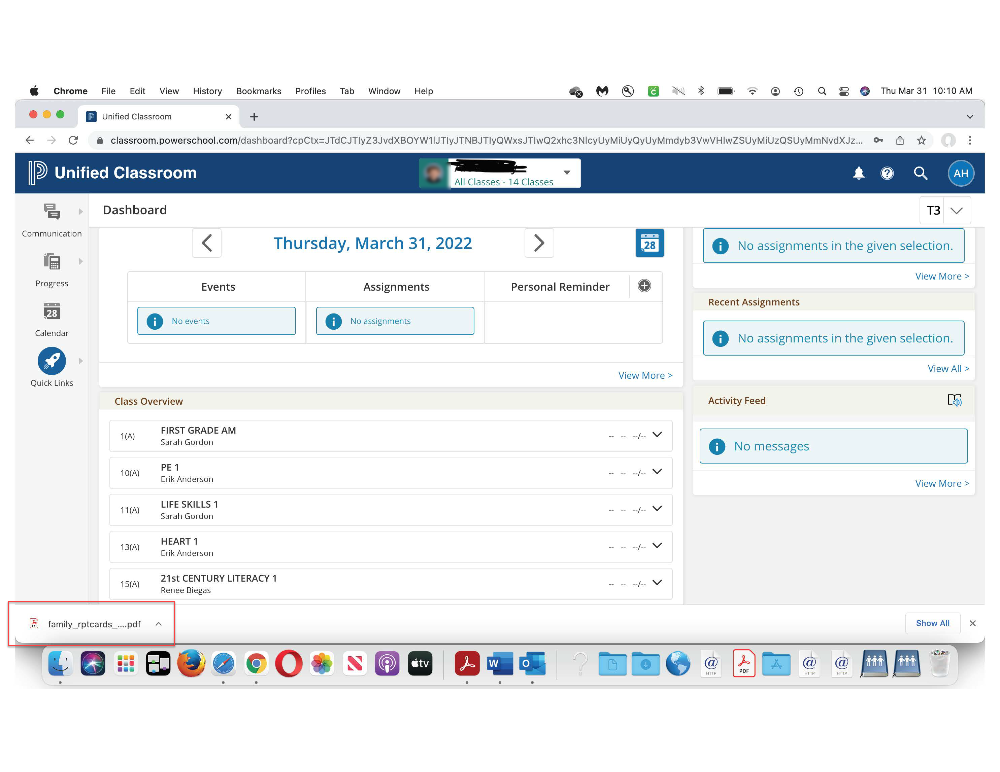 Chrome File Edit View History Bookmarks Profiles Tab Window Help Thu Mar 31 10:10 AM
Unified Classroom
classroom.powerschool.com/dashboard?cpCtx=JTdCJTIyZ3JvdXBOYW1lJTIyJTNBJTIyQWxsJTIwQ2xhc3NlcyUyMiUyQyUyMmdyb3VwVHlwZSUyMiUzQSUyMmNvdXJz...
Unified Classroom
All Classes - 14 Classes
AH
Dashboard
T3
Communication
Progress
28
Calendar
Quick Links
Thursday, March 31, 2022
28
Events Assignments Personal Reminder
No events No assignments
View More >
Class Overview
1(A) FIRST GRADE AM -- -- --/--
Sarah Gordon
10(A) PE 1 -- -- --/--
Erik Anderson
11(A) LIFE SKILLS 1 -- -- --/--
Sarah Gordon
13(A) HEART 1 -- -- --/--
Erik Anderson
15(A) 21st CENTURY LITERACY 1 -- -- --/--
Renee Biegas
No assignments in the given selection.
View More >
Recent Assignments
No assignments in the given selection.
View All >
Activity Feed
No messages
View More >
family_rptcards_....pdf
Show All
tv
W
O
HTTP
PDF
HTTP
HTTP